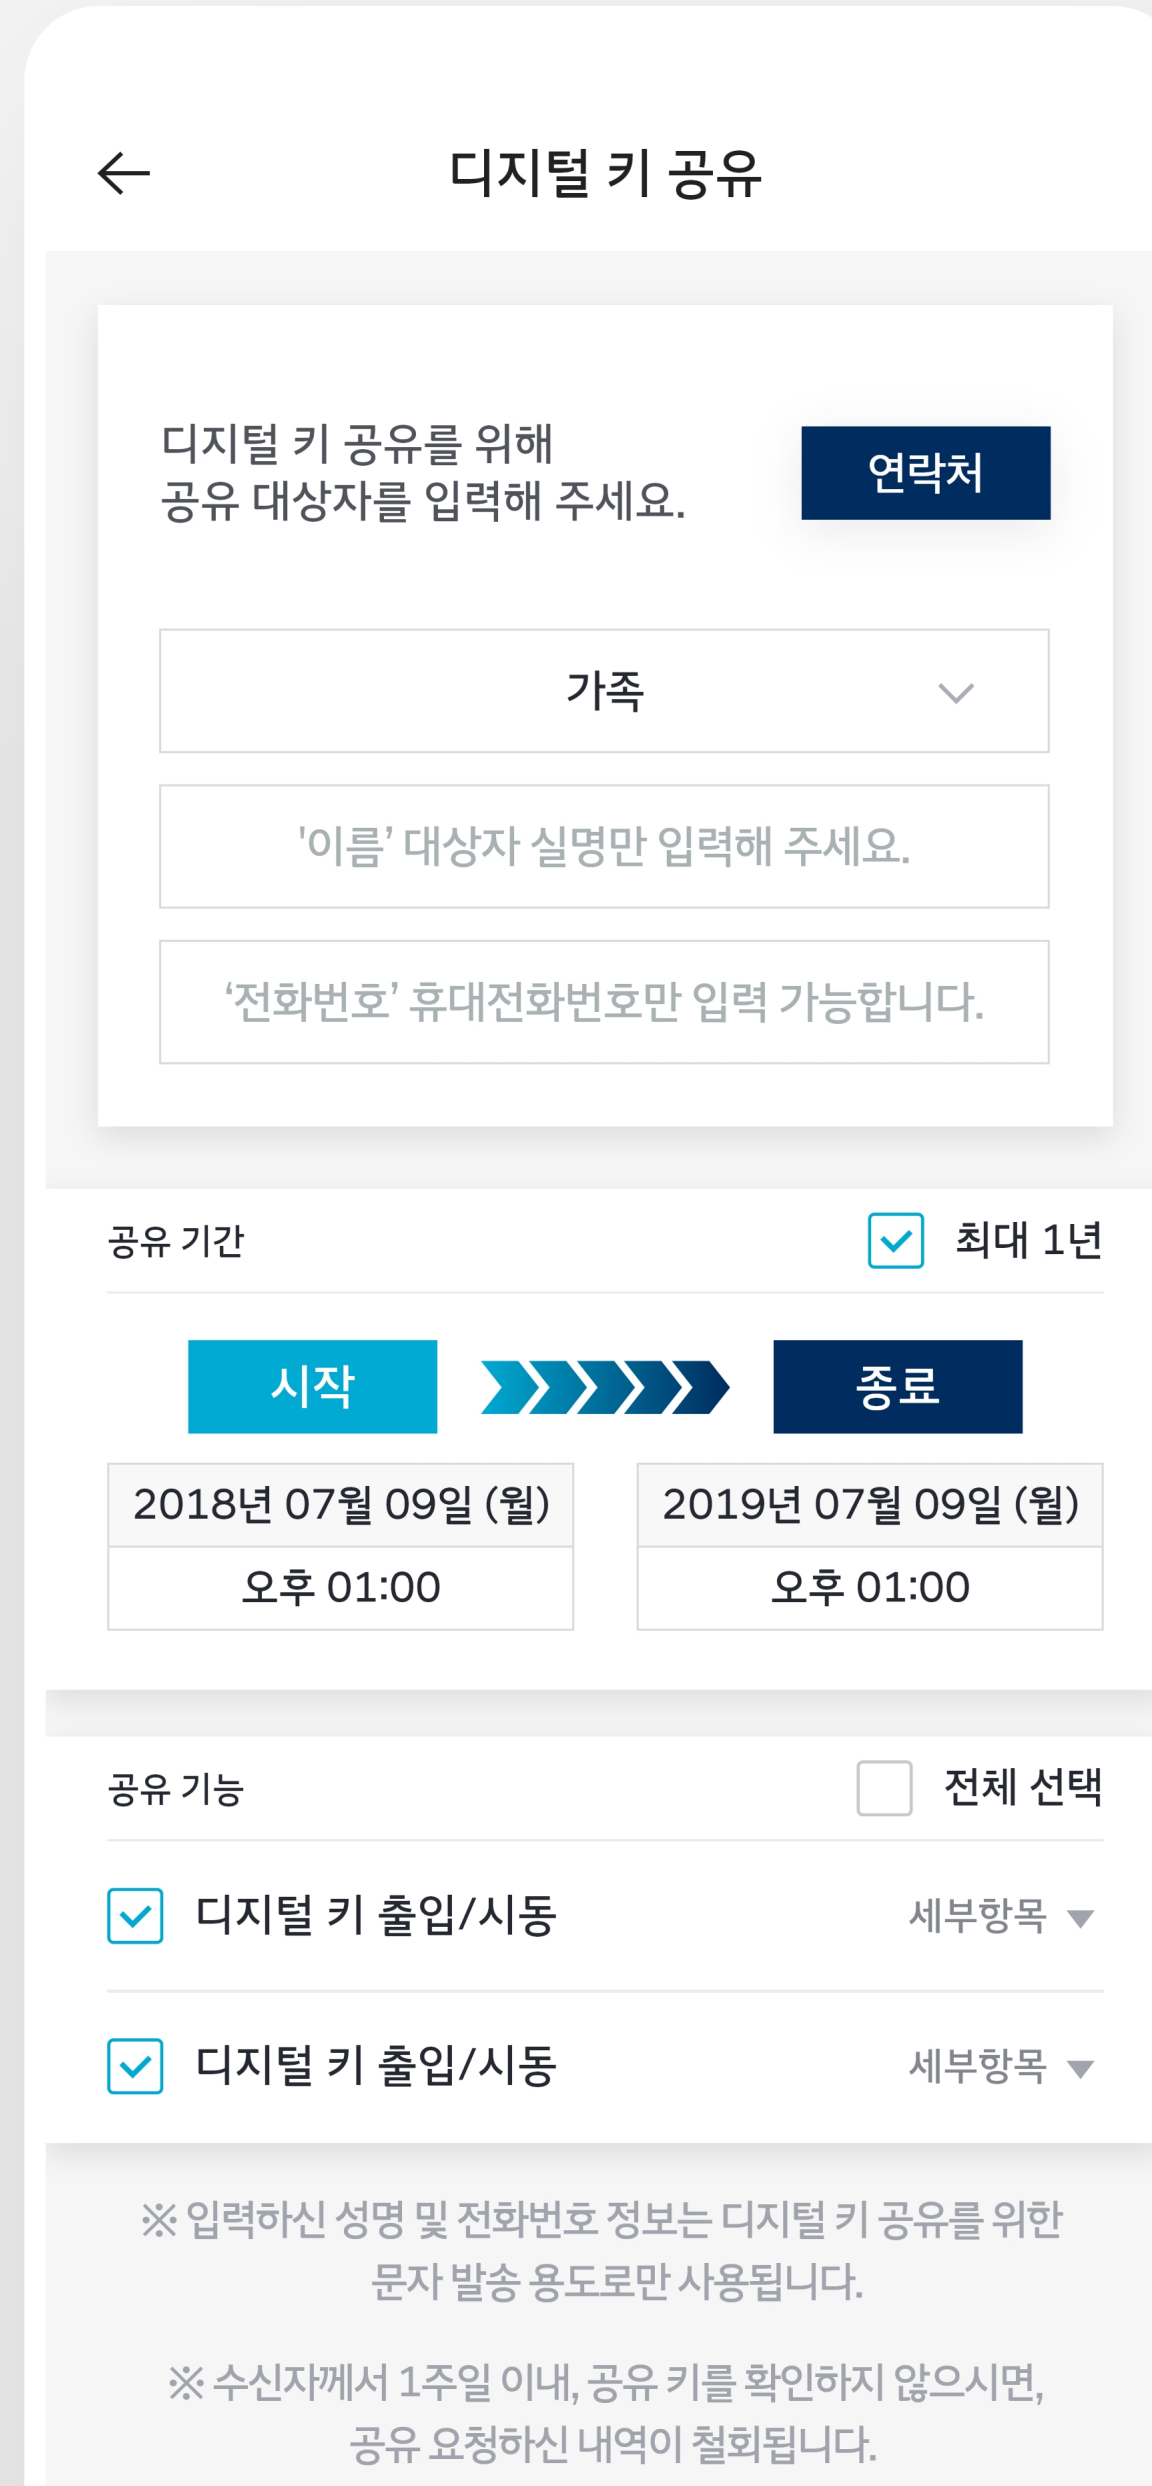 디지털 키 공유
디지털 키 공유를 위해
공유 대상자를 입력해 주세요.
연락처
가족
'이름’ 대상자 실명만 입력해 주세요.
‘전화번호’ 휴대전화번호만 입력 가능합니다.
공유 기간
최대 1년
시작
종료
2018년 07월 09일 (월)
2019년 07월 09일 (월)
오후 01:00
오후 01:00
공유 기능
전체 선택
디지털 키 출입/시동
세부항목
디지털 키 출입/시동
세부항목
※ 입력하신 성명 및 전화번호 정보는 디지털 키 공유를 위한
문자 발송 용도로만 사용됩니다.
※ 수신자께서 1주일 이내, 공유 키를 확인하지 않으시면,
공유 요청하신 내역이 철회됩니다.